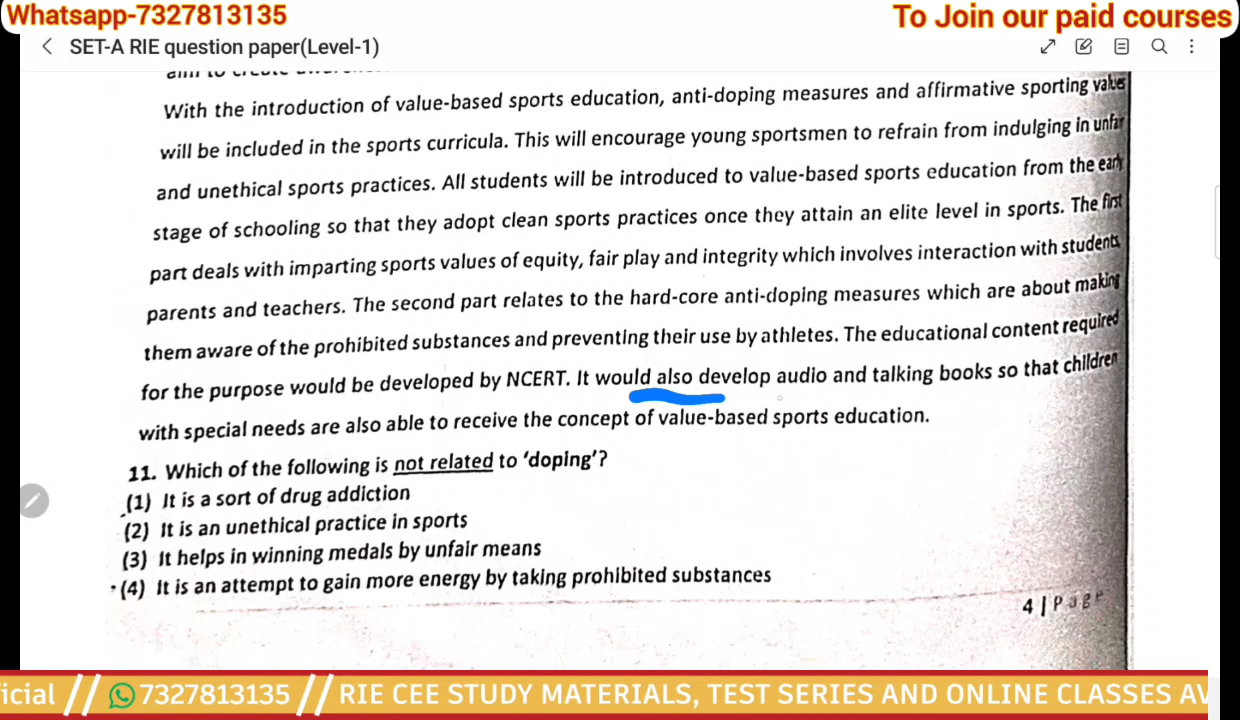 Whatsapp-7327813135
To Join our paid courses
SET-A RIE question paper(Level-1)
With the introduction of value-based sports education, anti-doping measures and affirmative sporting values
will be included in the sports curricula. This will encourage young sportsmen to refrain from indulging in unfair
and unethical sports practices. All students will be introduced to value-based sports education from the early
stage of schooling so that they adopt clean sports practices once they attain an elite level in sports. The first
part deals with imparting sports values of equity, fair play and integrity which involves interaction with students,
parents and teachers. The second part relates to the hard-core anti-doping measures which are about making
them aware of the prohibited substances and preventing their use by athletes. The educational content required
for the purpose would be developed by NCERT. It would also develop audio and talking books so that children
with special needs are also able to receive the concept of value-based sports education.
11. Which of the following is not related to ‘doping’?
(1) It is a sort of drug addiction
(2) It is an unethical practice in sports
(3) It helps in winning medals by unfair means
(4) It is an attempt to gain more energy by taking prohibited substances
4 | Page
icial // 7327813135 // RIE CEE STUDY MATERIALS, TEST SERIES AND ONLINE CLASSES AV